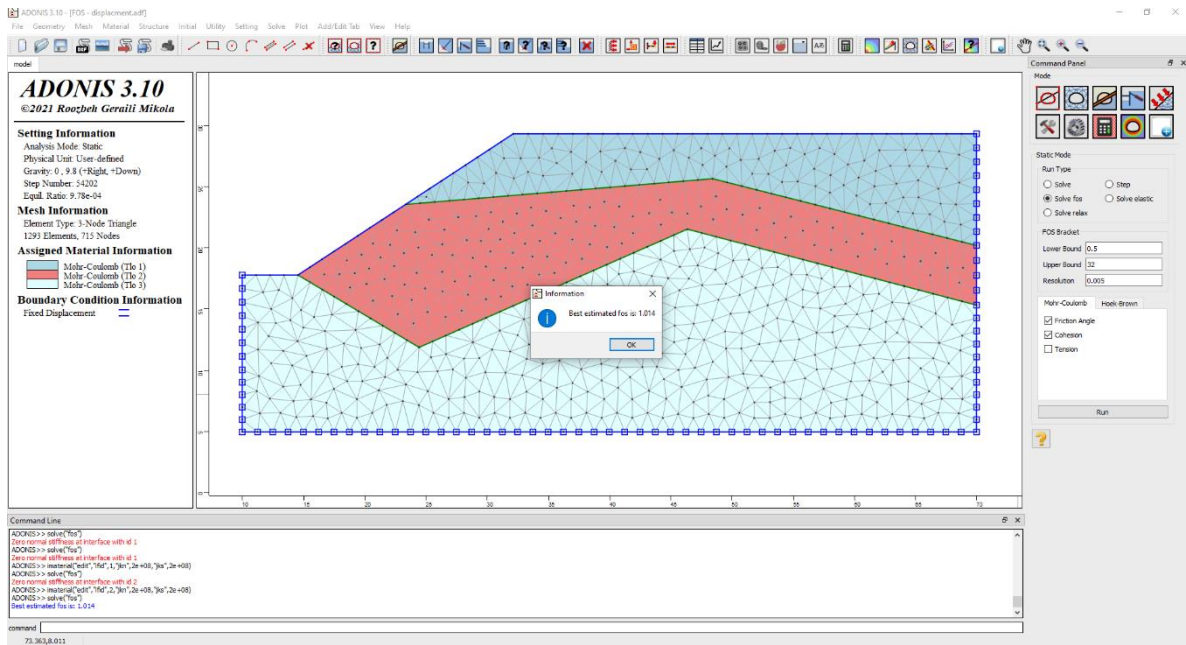 ADONIS 3.10 - [FOS - displacment.adf]
File Geometry Mesh Material Structure Initial Utility Setting Solve Plot Add/Edit Tab View Help
model
ADONIS 3.10
©2021 Roozbeh Geraili Mikola
Setting Information
Analysis Mode: Static
Physical Unit: User-defined
Gravity: 0 , 9.8 (+Right, +Down)
Step Number: 54202
Equil. Ratio: 9.78e-04
Mesh Information
Element Type: 3-Node Triangle
1293 Elements, 715 Nodes
Assigned Material Information
Mohr-Coulomb (Tlo 1)
Mohr-Coulomb (Tlo 2)
Mohr-Coulomb (Tlo 3)
Boundary Condition Information
Fixed Displacement
30
25
20
15
10
5
0
10 15 20 25 30 35 40 45 50 55 60 65 70
Information
Best estimated fos is: 1.014
OK
Command Panel
Mode
Static Mode
Run Type
Solve Step
Solve fos Solve elastic
Solve relax
FOS Bracket
Lower Bound 0.5
Upper Bound 32
Resolution 0.005
Mohr-Coulomb Hoek-Brown
Friction Angle
Cohesion
Tension
Run
Command Line
ADONIS>> solve("fos")
Zero normal stiffness at interface with id 1
ADONIS>> solve("fos")
Zero normal stiffness at interface with id 1
ADONIS>> imaterial("edit","ifid",1,"jkn",2e+08,"jks",2e+08)
ADONIS>> solve("fos")
Zero normal stiffness at interface with id 2
ADONIS>> imaterial("edit","ifid",2,"jkn",2e+08,"jks",2e+08)
ADONIS>> solve("fos")
Best estimated fos is: 1.014
command
73.363,8.011